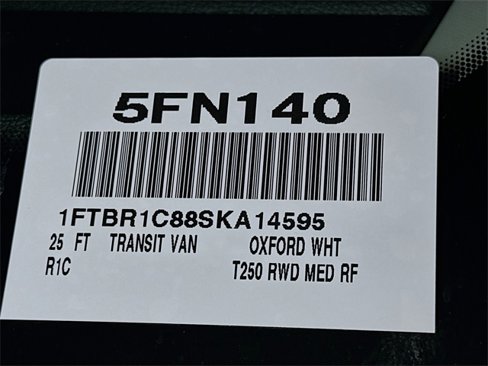 5FN140
1FTBR1C88SKA14595
25 FT TRANSIT VAN OXFORD WHT
R1C T250 RWD MED RF